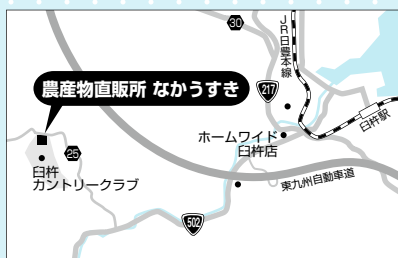 30
JR日豊本線
農産物直販所 なかうすき
217
ホームワイド
臼杵店
臼杵駅
25
臼杵
カントリークラブ
東九州自動車道
502